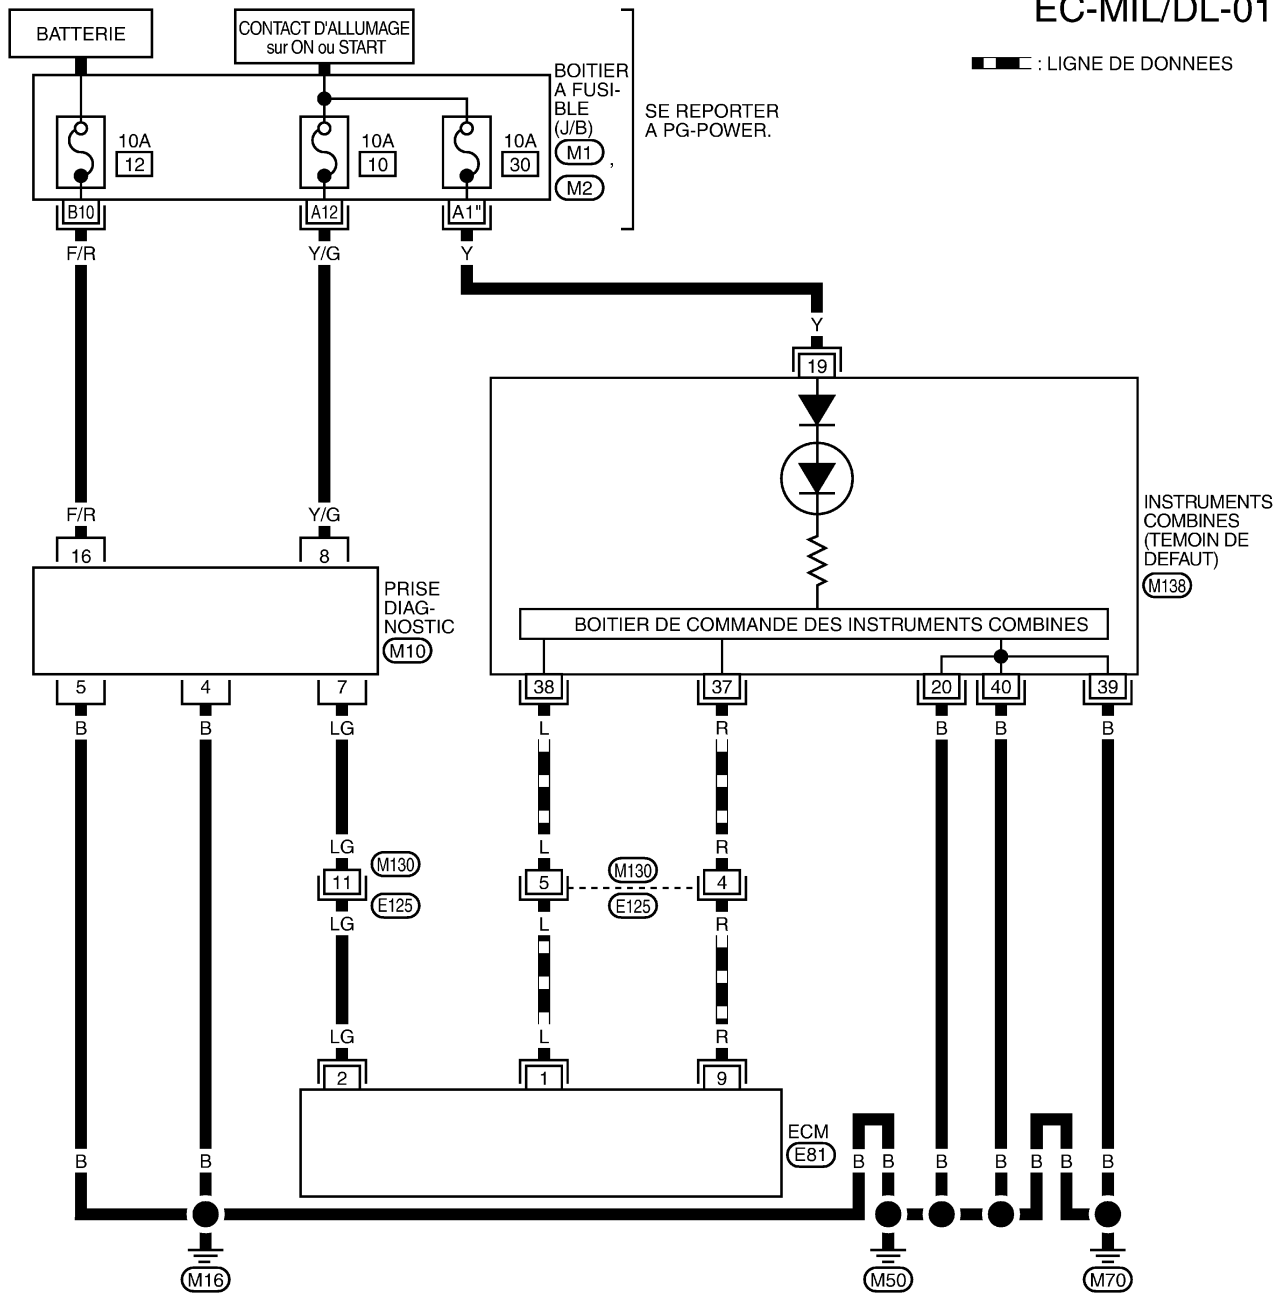 EC-MIL/DL-01
: LIGNE DE DONNEES
BATTERIE
CONTACT D'ALLUMAGE
sur ON ou START
BOITIER
A FUSI-
BLE
(J/B)
M1 ,
M2
SE REPORTER
A PG-POWER.
10A
12
10A
10
10A
30
B10 A12 A1"
F/R Y/G Y
Y
19
F/R Y/G
16 8
PRISE
DIAG-
NOSTIC
M10
INSTRUMENTS
COMBINES
(TEMOIN DE
DEFAUT)
M138
BOITIER DE COMMANDE DES INSTRUMENTS COMBINES
5 4 7 38 37 20 40 39
B B LG L R B B B
LG L R
M130 M130
11 5 4
E125 E125
LG L R
LG L R
2 1 9
ECM
E81
B B B B B B B B B
M16 M50 M70